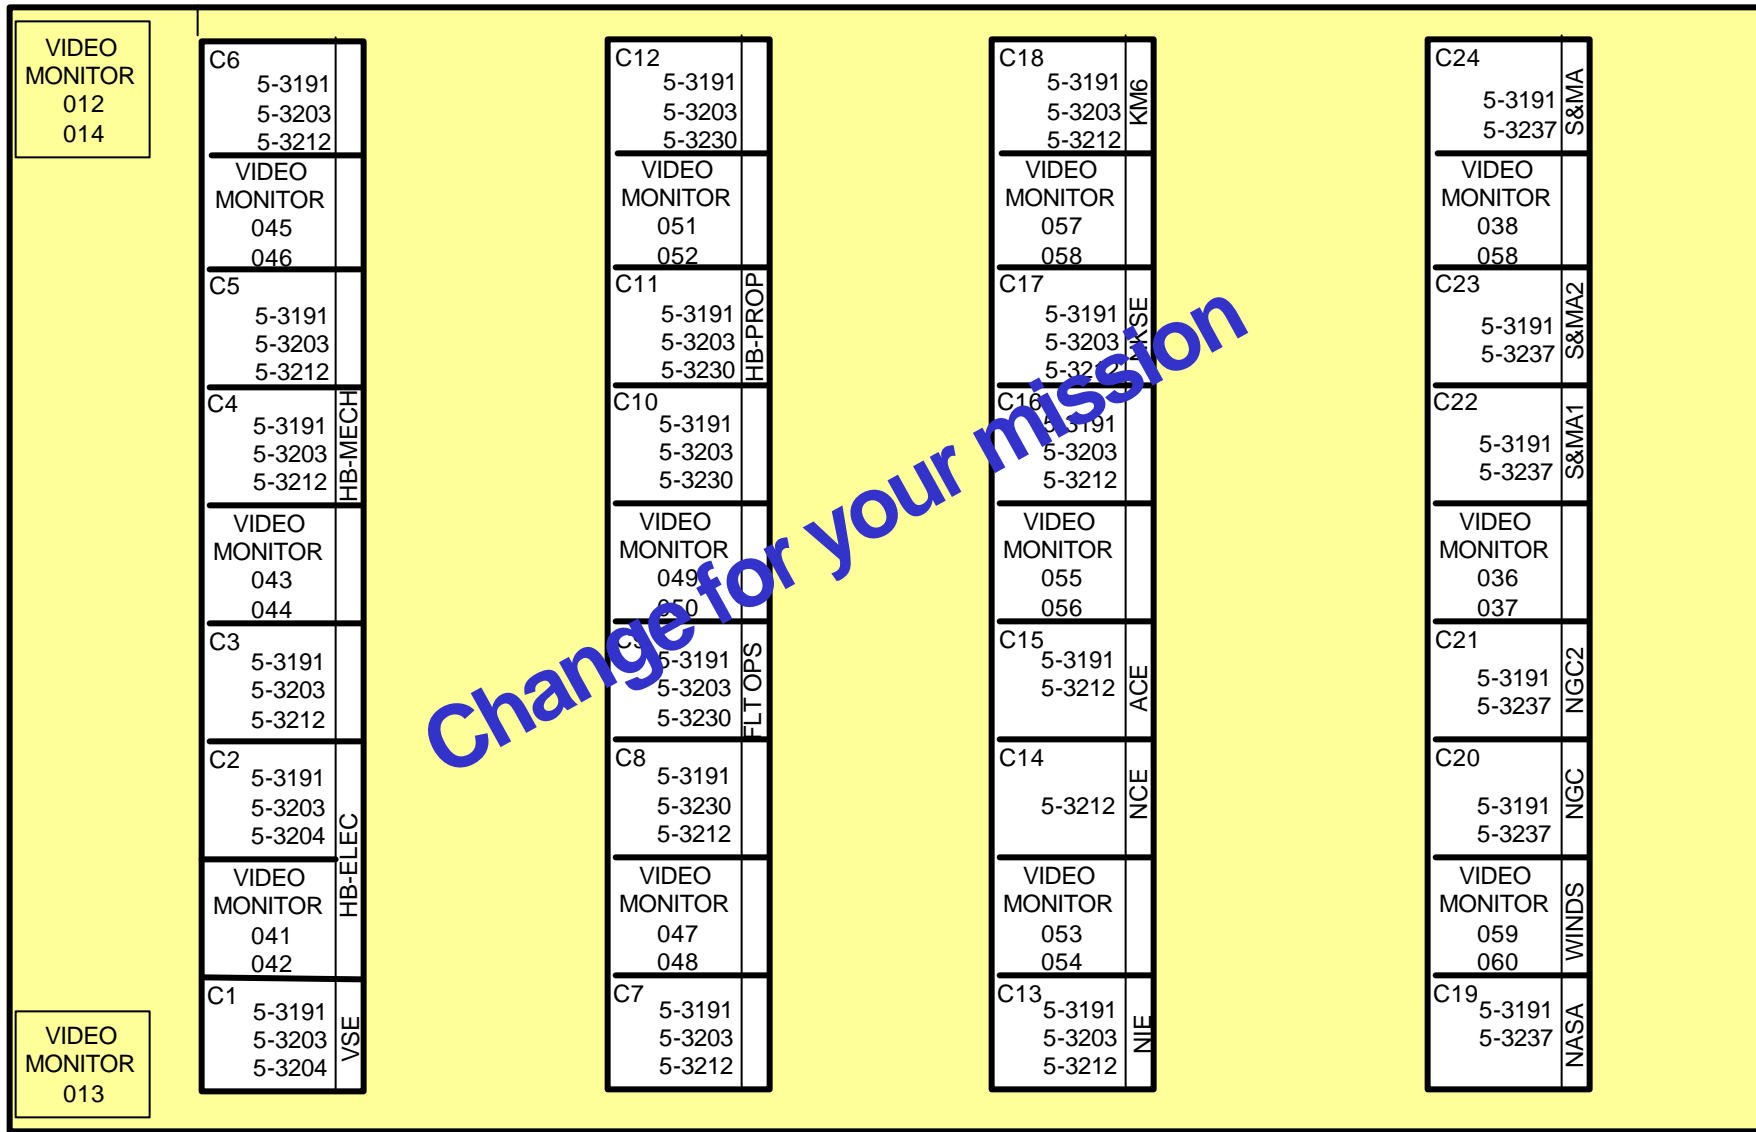 VIDEO
MONITOR
012
014
VIDEO
MONITOR
013
C6
5-3191
5-3203
5-3212
VIDEO
MONITOR
045
046
C5
5-3191
5-3203
5-3212
C4
5-3191
5-3203
5-3212
HB-MECH
VIDEO
MONITOR
043
044
C3
5-3191
5-3203
5-3212
C2
5-3191
5-3203
5-3204
HB-ELEC
VIDEO
MONITOR
041
042
C1
5-3191
5-3203
5-3204
VSE
C12
5-3191
5-3203
5-3230
VIDEO
MONITOR
051
052
C11
5-3191
5-3203
5-3230
HB-PROP
C10
5-3191
5-3203
5-3230
VIDEO
MONITOR
049
050
C9
5-3191
5-3203
5-3230
FLT OPS
C8
5-3191
5-3230
5-3212
VIDEO
MONITOR
047
048
C7
5-3191
5-3203
5-3212
C18
5-3191
5-3203
5-3212
KM6
VIDEO
MONITOR
057
058
C17
5-3191
5-3203
5-3212
C16
5-3191
5-3203
5-3212
VIDEO
MONITOR
055
056
C15
5-3191
5-3212
ACE
C14
5-3212
NCE
VIDEO
MONITOR
053
054
C13
5-3191
5-3203
5-3212
NIE
C24
5-3191
5-3237
S&MA
VIDEO
MONITOR
038
058
C23
5-3191
5-3237
S&MA2
C22
5-3191
5-3237
S&MA1
VIDEO
MONITOR
036
037
C21
5-3191
5-3237
NGC2
C20
5-3191
5-3237
NGC
VIDEO
MONITOR
059
060
WINDS
C19
5-3191
5-3237
NASA
Change for your mission